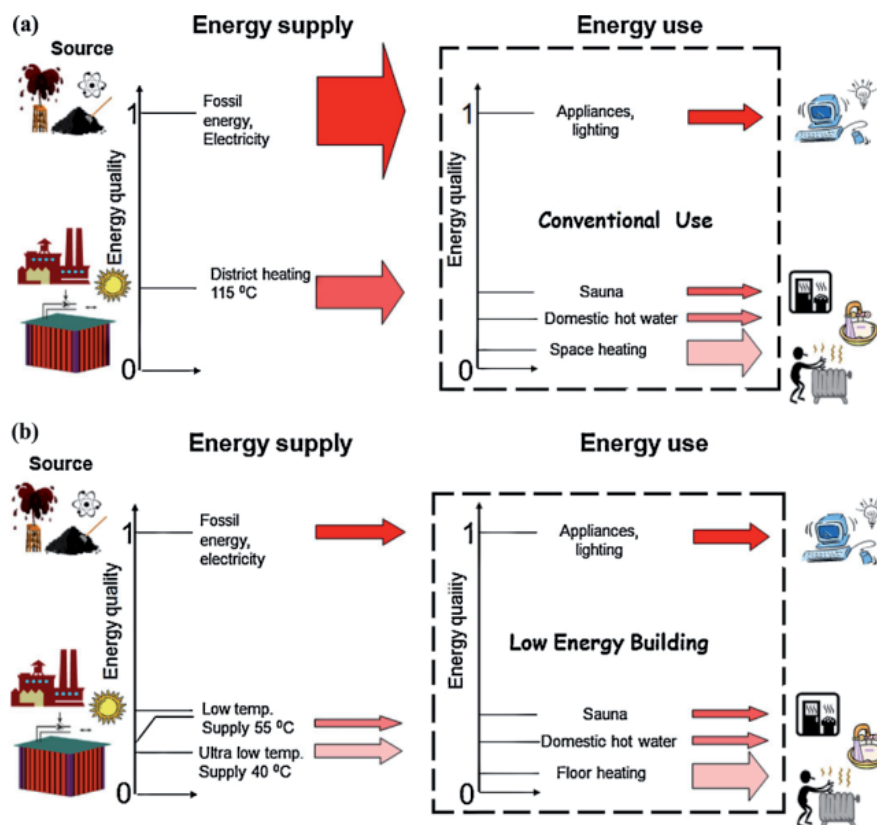 (a)
Energy supply
Energy use
Source
1
Energy quality
0
Fossil
energy,
Electricity
District heating
115 ⁰C
1
Energy quality
0
Appliances,
lighting
Conventional Use
Sauna
Domestic hot water
Space heating
(b)
Energy supply
Energy use
Source
1
Energy quality
0
Fossil
energy,
electricity
Low temp.
Supply 55 ⁰C
Ultra low temp.
Supply 40 ⁰C
1
Energy quality
0
Appliances,
lighting
Low Energy Building
Sauna
Domestic hot water
Floor heating